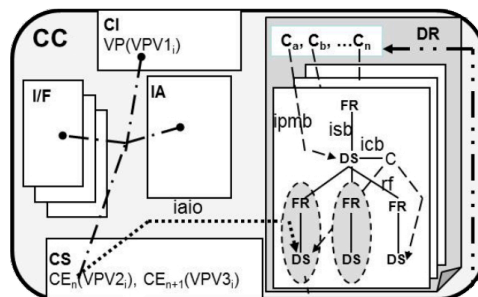 CC
CI
VP(VPV1i)
I/F
IA
iaio
CS
CEn(VPV2i), CEn+1(VPV3i)
DR
Ca, Cb, ...Cn
FR
ipmb
isb
icb
DS
C
rf
FR
FR
FR
DS
DS
DS